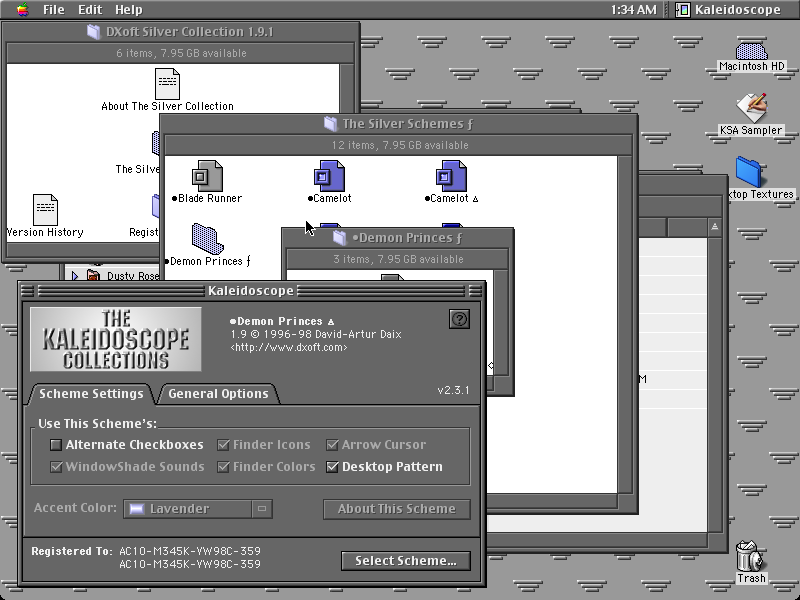 File Edit Help
1:34 AM
Kaleidoscope
DXoft Silver Collection 1.9.1
6 items, 7.95 GB available
About The Silver Collection
The Silve
Version History
Regist
Dusty Rose
The Silver Schemes ƒ
12 items, 7.95 GB available
•Blade Runner
•Camelot
•Camelot ∆
•Demon Princes ƒ
•Demon Princes ƒ
3 items, 7.95 GB available
M
Macintosh HD
KSA Sampler
ktop Textures
Trash
Kaleidoscope
THE
KALEIDOSCOPE
COLLECTIONS
•Demon Princes ∆
1.9 © 1996-98 David-Artur Daix
<http://www.dxoft.com>
?
Scheme Settings
General Options
v2.3.1
Use This Scheme's:
Alternate Checkboxes
Finder Icons
Arrow Cursor
WindowShade Sounds
Finder Colors
Desktop Pattern
Accent Color:
Lavender
About This Scheme
Registered To: AC10-M345K-YW98C-359
AC10-M345K-YW98C-359
Select Scheme...